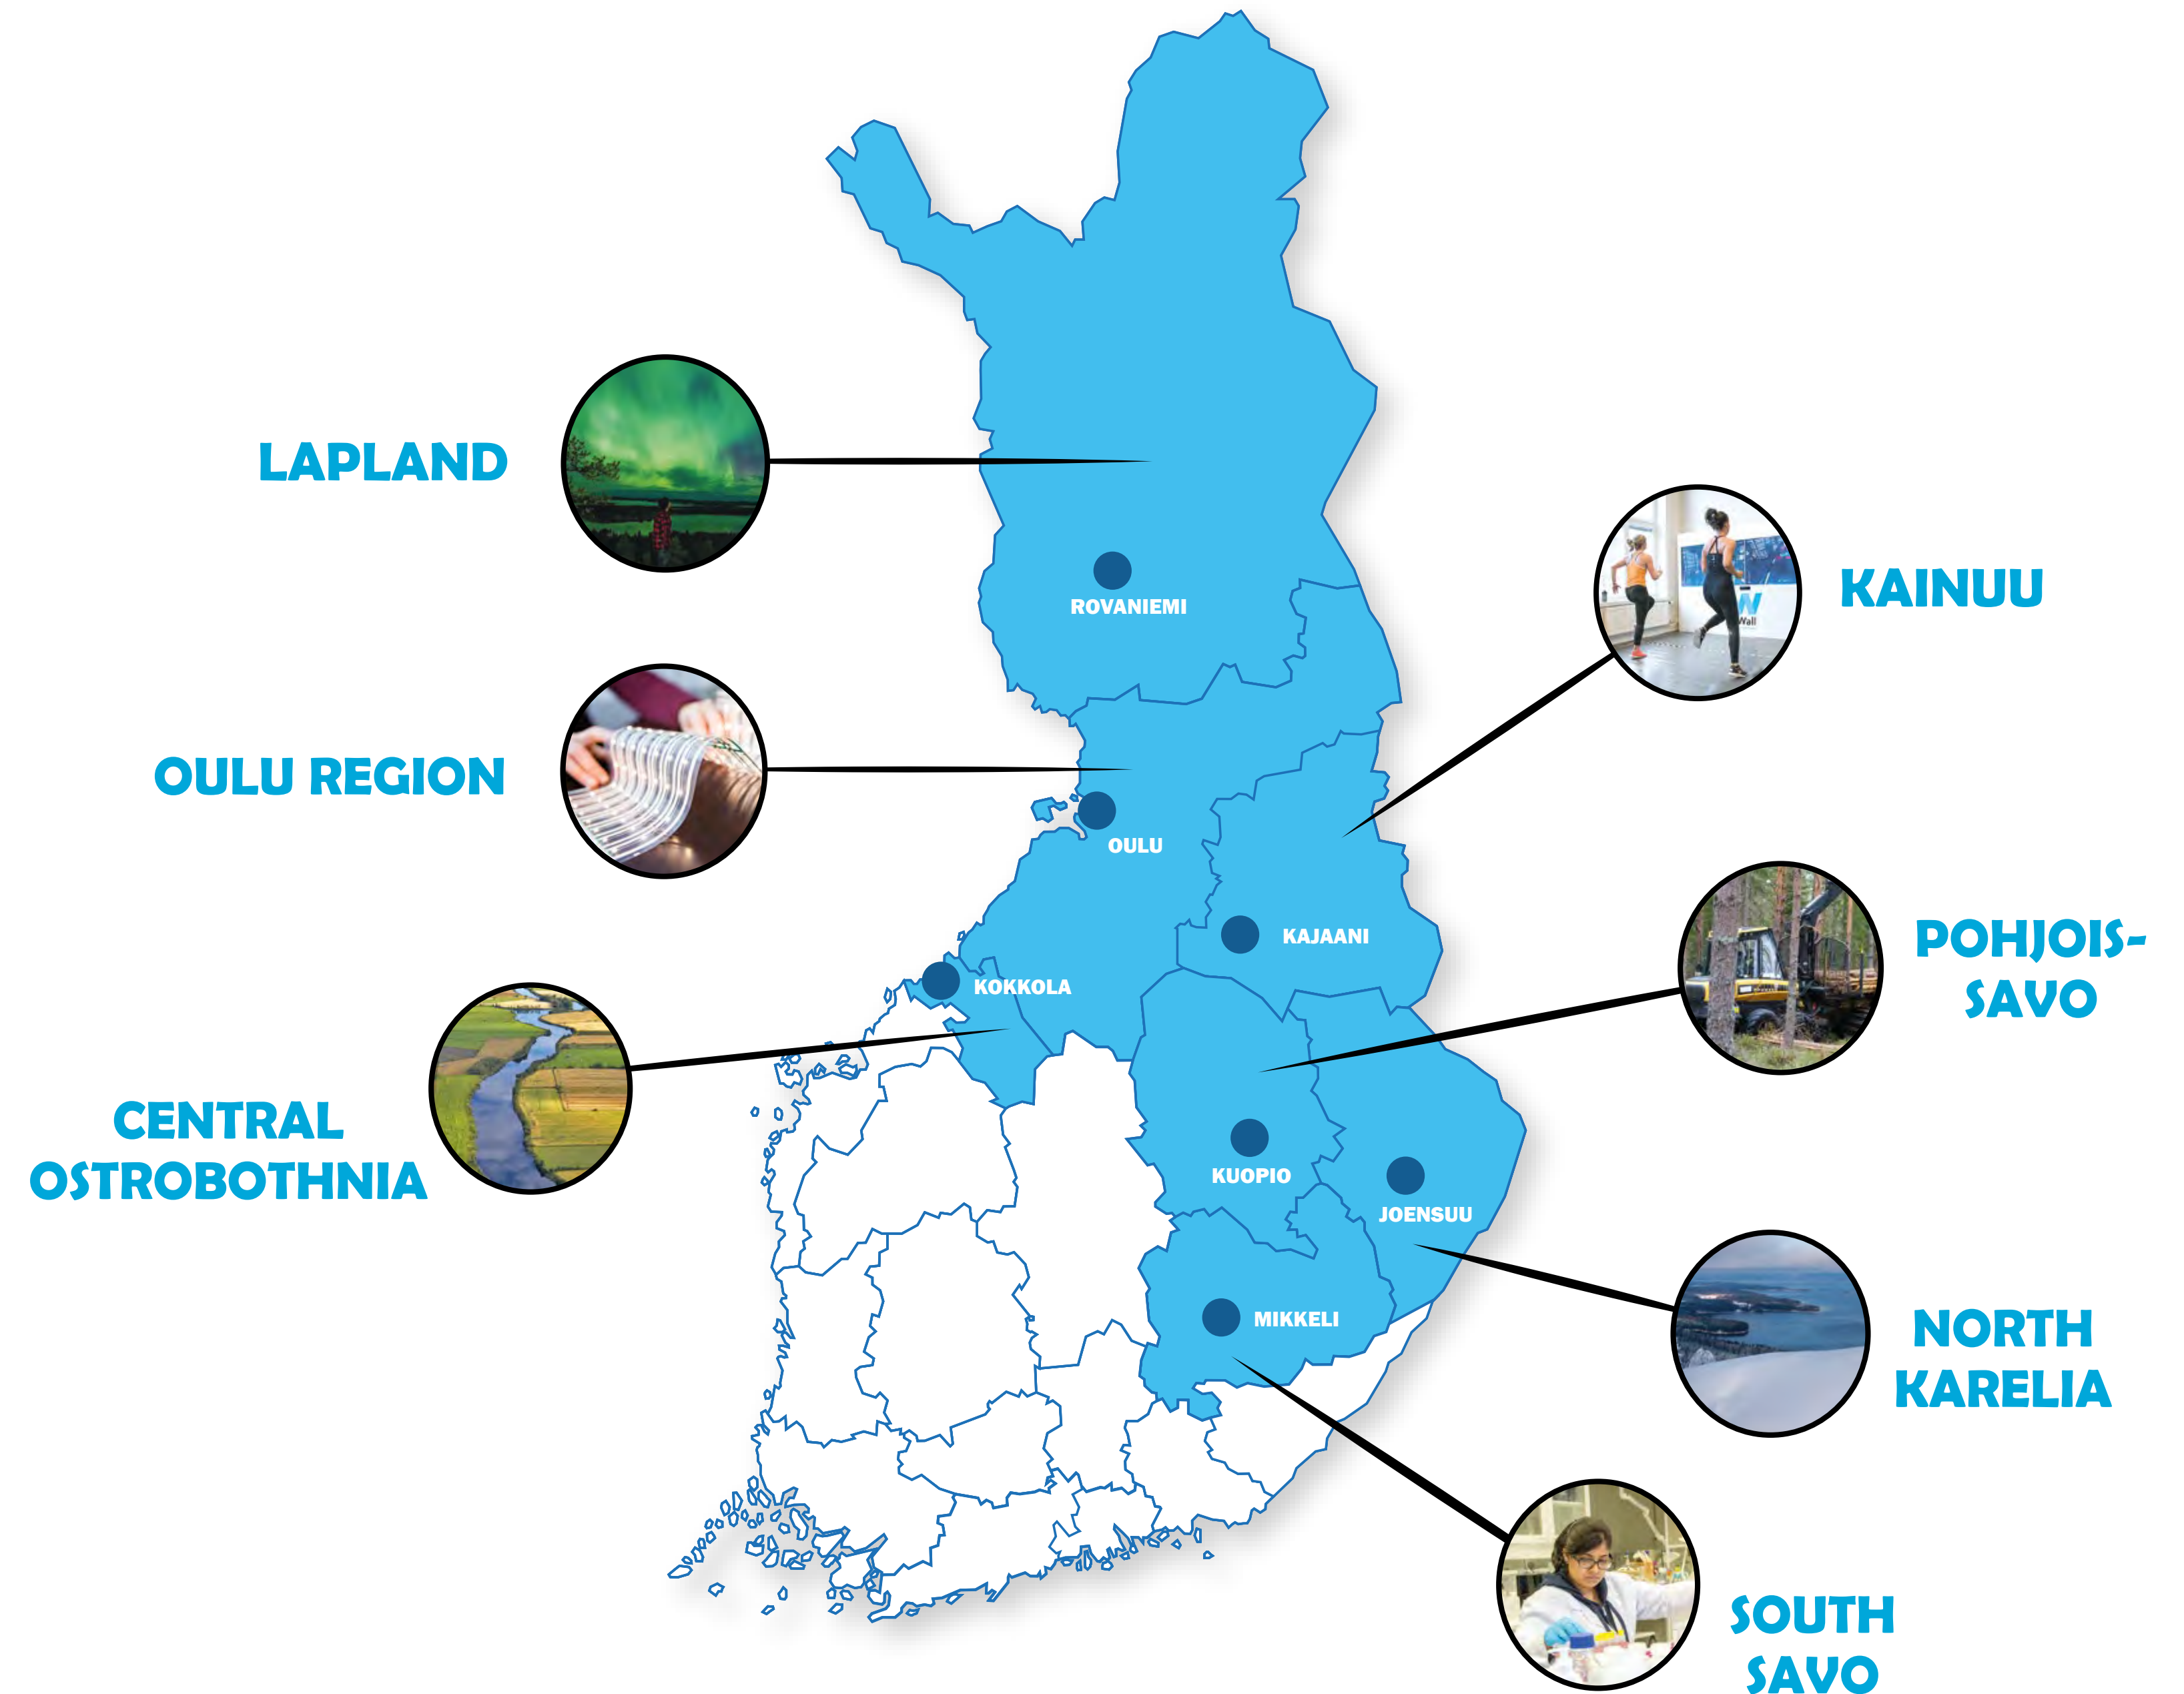 LAPLAND
KAINUU
ROVANIEMI
W
Wall
OULU REGION
OULU
POHJOIS-
SAVO
KAJAANI
KOKKOLA
CENTRAL
OSTROBOTHNIA
KUOPIO
JOENSUU
NORTH
KARELIA
MIKKELI
SOUTH
SAVO